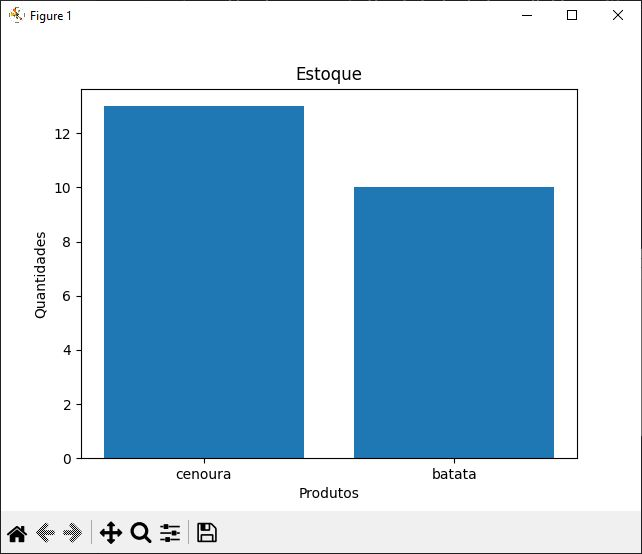 Figure 1
Estoque
12
10
8
6
4
2
0
Quantidades
cenoura batata
Produtos